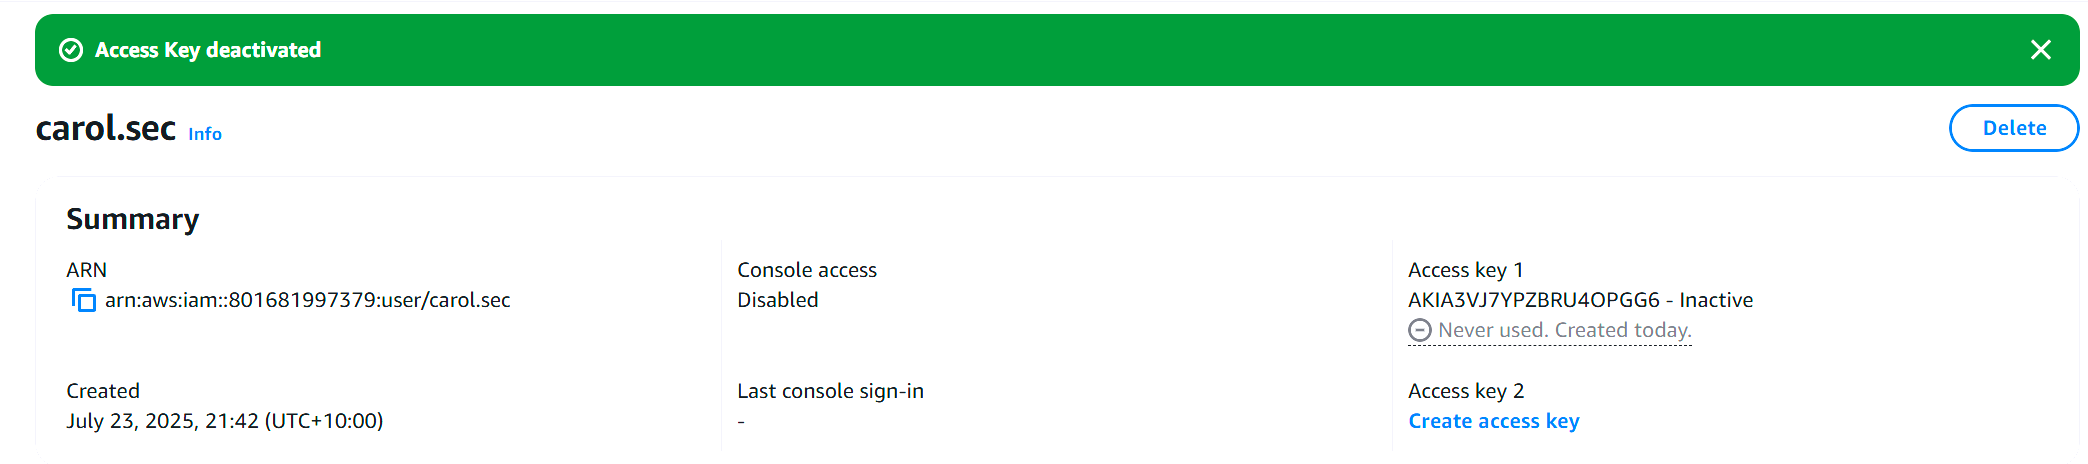 Access Key deactivated
carol.sec Info
Delete
Summary
ARN
arn:aws:iam::801681997379:user/carol.sec
Console access
Disabled
Access key 1
AKIA3VJ7YPZBRU4OPGG6 - Inactive
Never used. Created today.
Created
July 23, 2025, 21:42 (UTC+10:00)
Last console sign-in
-
Access key 2
Create access key